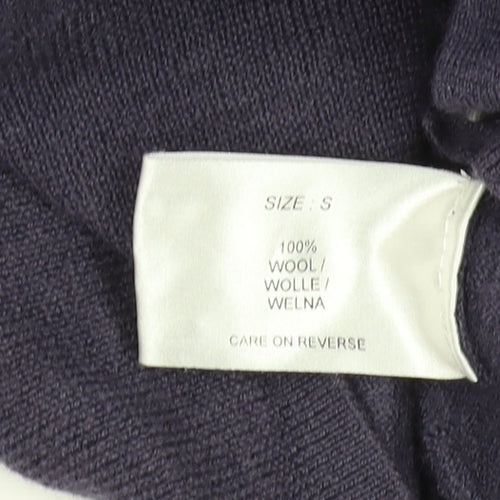 SIZE : S
100%
WOOL /
WOLLE /
WELNA
CARE ON REVERSE